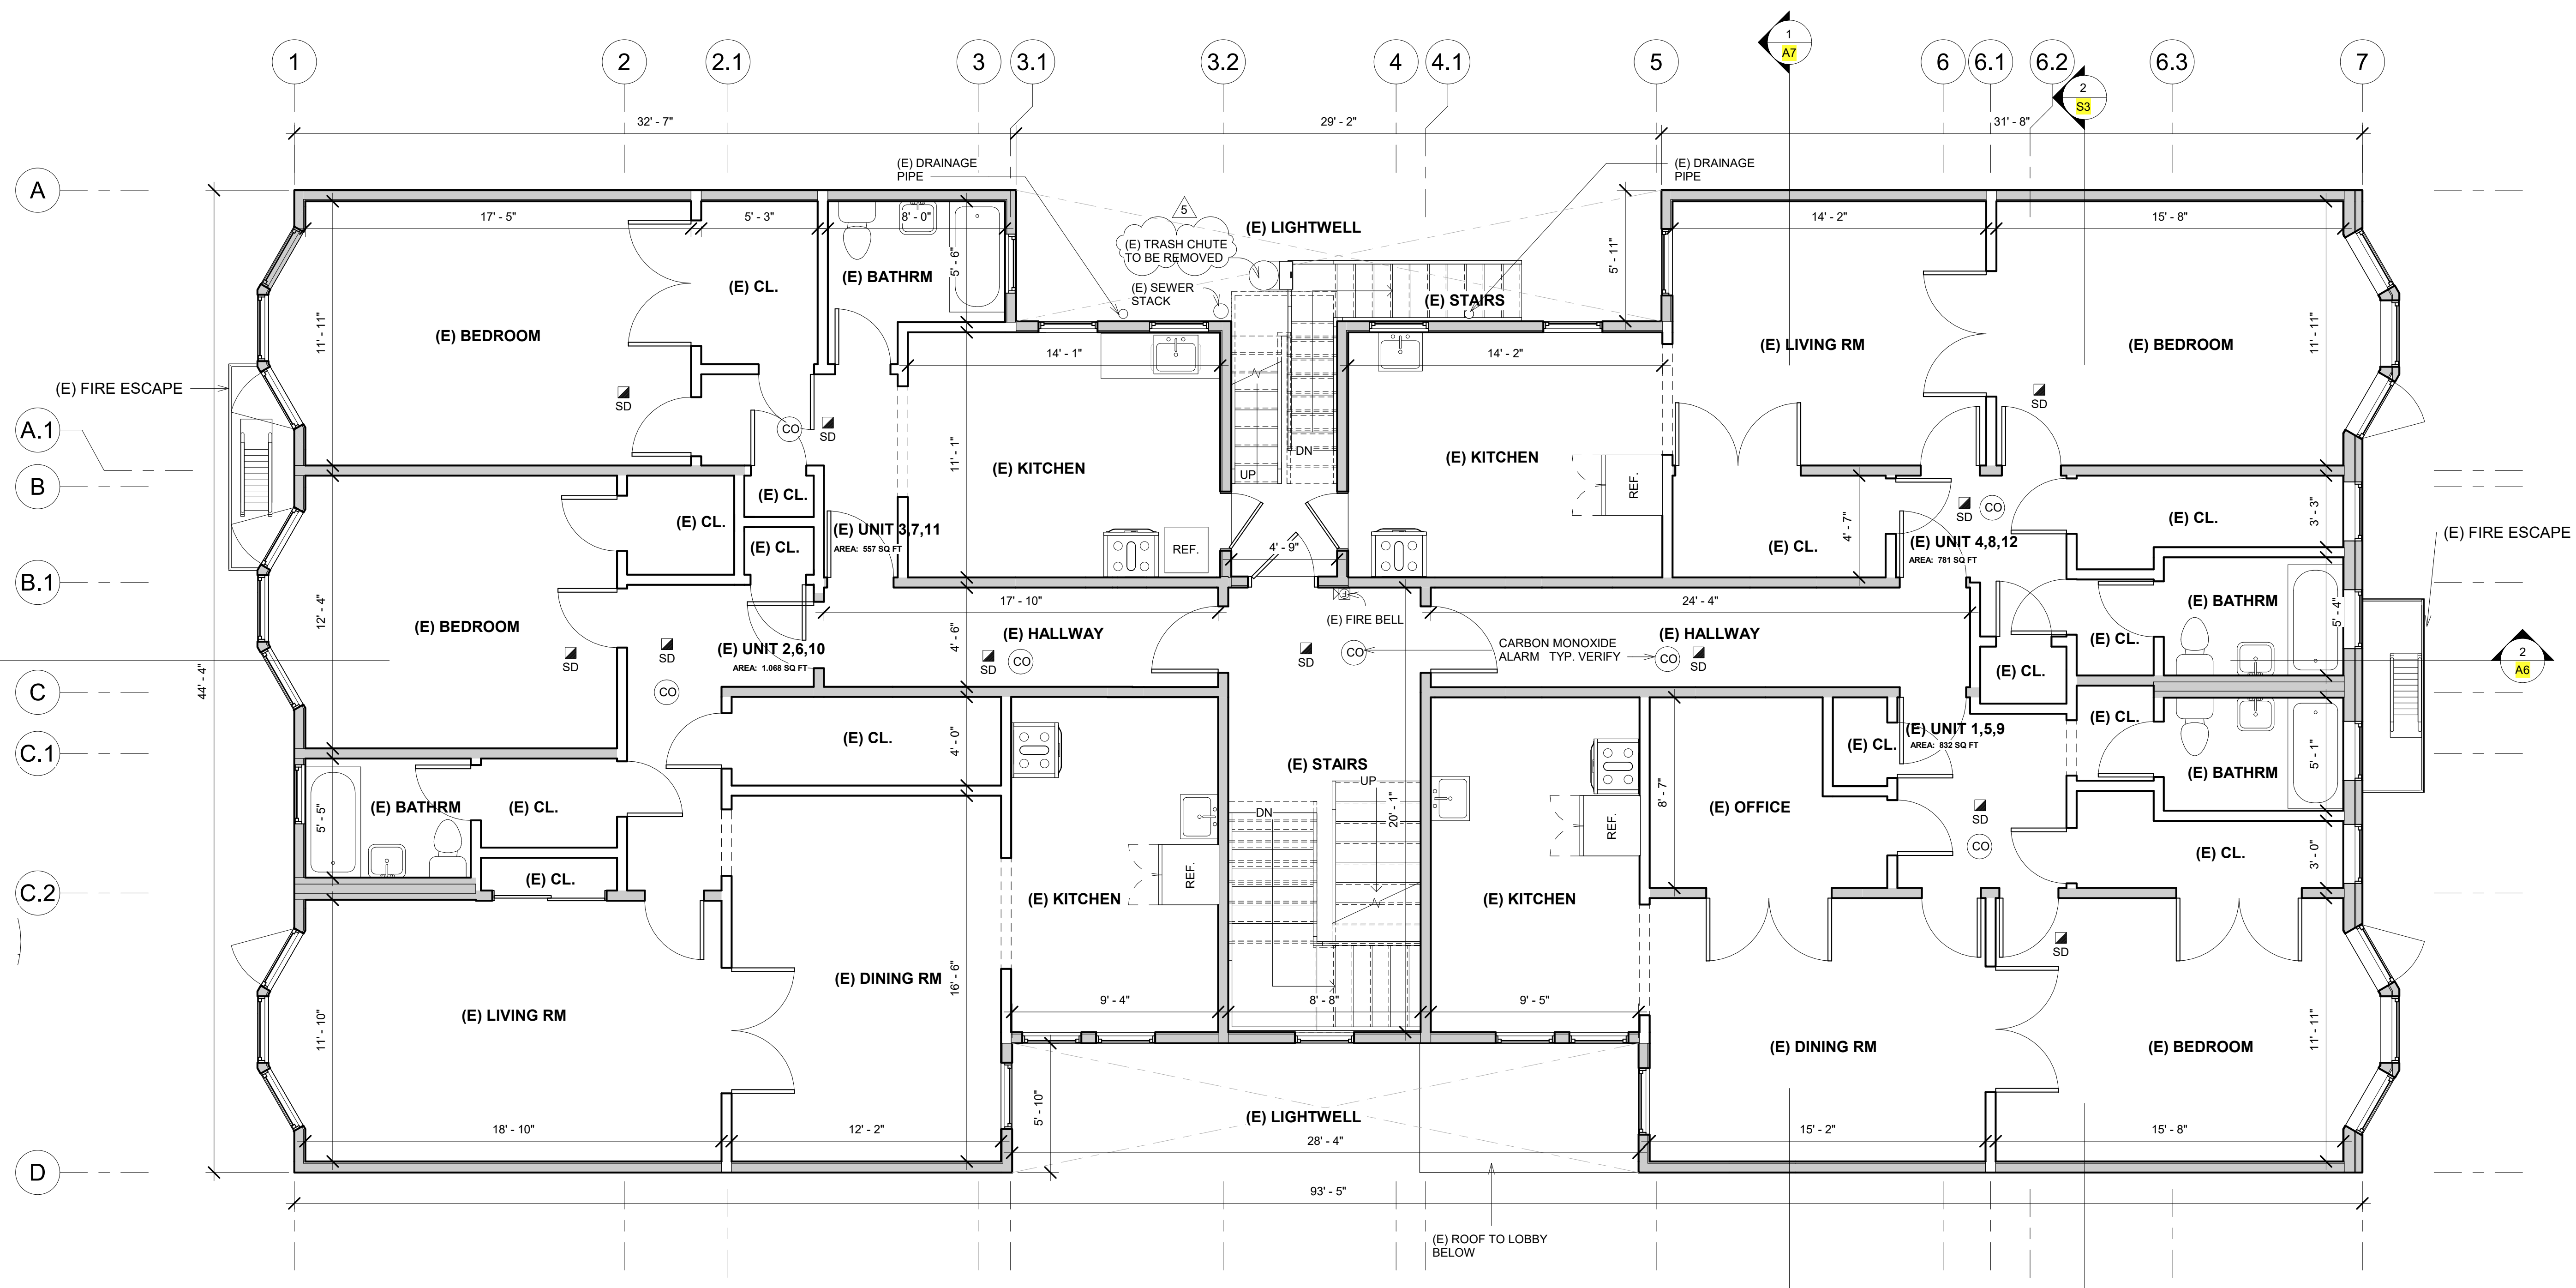 1
2
2.1
3
3.1
3.2
4
4.1
5
6
6.1
6.2
6.3
7
1
A7
2
S3
32' - 7"
29' - 2"
31' - 8"
(E) DRAINAGE
PIPE
(E) DRAINAGE
PIPE
A
17' - 5"
5' - 3"
8' - 0"
5
(E) TRASH CHUTE
TO BE REMOVED
(E) LIGHTWELL
5' - 11"
14' - 2"
15' - 8"
(E) CL.
(E) BATHRM
5' - 6"
(E) SEWER
STACK
(E) STAIRS
(E) BEDROOM
11' - 11"
14' - 1"
14' - 2"
(E) LIVING RM
(E) BEDROOM
11' - 11"
(E) FIRE ESCAPE
SD
CO
SD
SD
A.1
11' - 1"
(E) KITCHEN
UP
DN
(E) KITCHEN
REF.
B
(E) CL.
(E) CL.
(E) CL.
(E) UNIT 3,7,11
AREA: 557 SQ FT
REF.
4' - 9"
4' - 7"
(E) CL.
SD
CO
(E) UNIT 4,8,12
AREA: 781 SQ FT
(E) CL.
3' - 3"
(E) FIRE ESCAPE
B.1
12' - 4"
(E) BEDROOM
SD
SD
CO
(E) UNIT 2,6,10
AREA: 1.068 SQ FT
17' - 10"
4' - 6"
(E) HALLWAY
SD
CO
(E) FIRE BELL
SD
CO
CARBON MONOXIDE
ALARM TYP. VERIFY
24' - 4"
(E) HALLWAY
CO
SD
(E) CL.
(E) CL.
(E) BATHRM
5' - 4"
2
A6
44' - 4"
C
(E) CL.
4' - 0"
(E) STAIRS
UP
DN
20' - 1"
8' - 7"
(E) OFFICE
(E) CL.
(E) UNIT 1,5,9
AREA: 832 SQ FT
(E) CL.
(E) BATHRM
5' - 1"
C.1
5' - 5"
(E) BATHRM
(E) CL.
(E) CL.
REF.
REF.
SD
CO
(E) CL.
3' - 0"
C.2
(E) KITCHEN
(E) KITCHEN
SD
(E) LIVING RM
11' - 10"
(E) DINING RM
16' - 6"
9' - 4"
8' - 8"
9' - 5"
(E) DINING RM
(E) BEDROOM
11' - 11"
5' - 10"
(E) LIGHTWELL
18' - 10"
12' - 2"
28' - 4"
15' - 2"
15' - 8"
D
93' - 5"
(E) ROOF TO LOBBY
BELOW